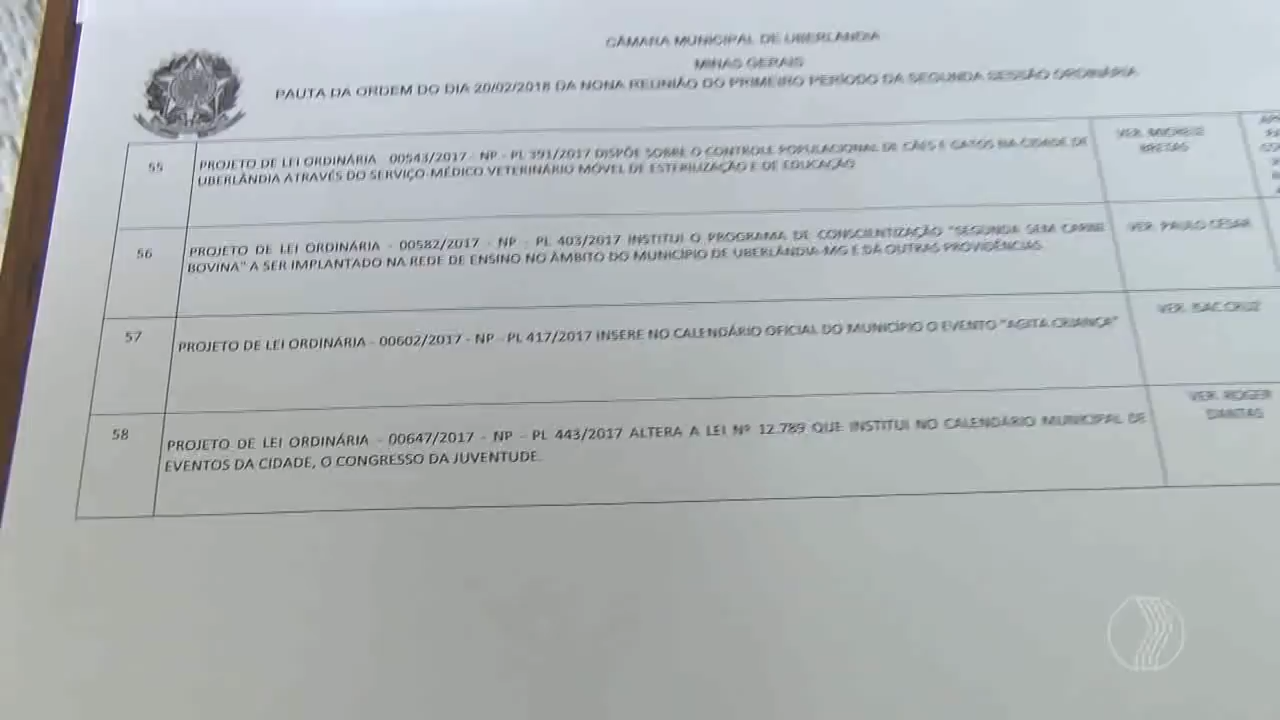 CÂMARA MUNICIPAL DE UBERLÂNDIA
MINAS GERAIS
PAUTA DA ORDEM DO DIA 20/02/2018 DA NONA REUNIÃO DO PRIMEIRO PERÍODO DA SEGUNDA SESSÃO ORDINÁRIA
55
PROJETO DE LEI ORDINÁRIA - 00543/2017 - NP - PL 391/2017 DISPÕE SOBRE O CONTROLE POPULACIONAL DE CÃES E GATOS NA CIDADE DE
UBERLÂNDIA ATRAVÉS DO SERVIÇO MÉDICO VETERINÁRIO MÓVEL DE ESTERILIZAÇÃO E DE EDUCAÇÃO
VER.
56
PROJETO DE LEI ORDINÁRIA - 00582/2017 - NP - PL 403/2017 INSTITUI O PROGRAMA DE CONSCIENTIZAÇÃO "SEGUNDA SEM CARNE
BOVINA" A SER IMPLANTADO NA REDE DE ENSINO NO ÂMBITO DO MUNICÍPIO DE UBERLÂNDIA-MG E DÁ OUTRAS PROVIDÊNCIAS
VER. PAULO CÉSAR
57
PROJETO DE LEI ORDINÁRIA - 00602/2017 - NP - PL 417/2017 INSERE NO CALENDÁRIO OFICIAL DO MUNICÍPIO O EVENTO "AGITA CRIANÇA"
VER. ISAC CRUZ
58
PROJETO DE LEI ORDINÁRIA - 00647/2017 - NP - PL 443/2017 ALTERA A LEI Nº 12.789 QUE INSTITUI NO CALENDÁRIO MUNICIPAL DE
EVENTOS DA CIDADE, O CONGRESSO DA JUVENTUDE.
VER. ROGER
DANTAS